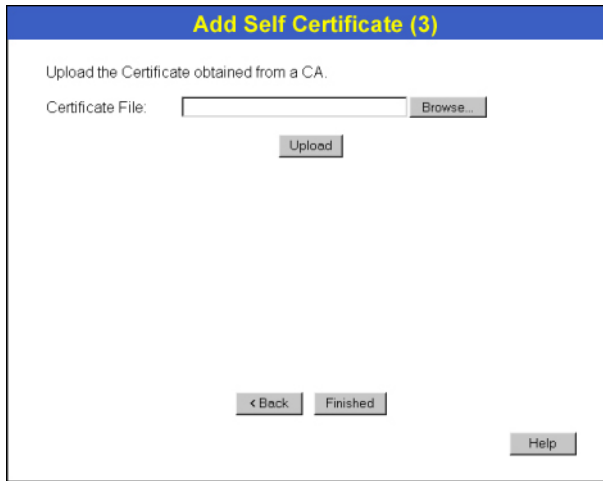 Add Self Certificate (3)
Upload the Certificate obtained from a CA.
Certificate File: Browse...
Upload
< Back Finished
Help